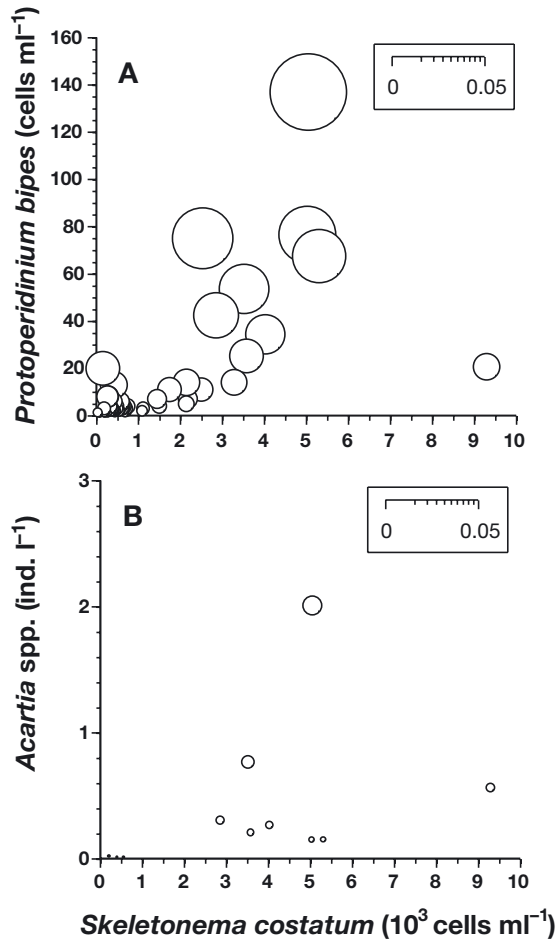 160
140
120
100
80
60
40
20
0
Protoperidinium bipes (cells ml⁻¹)
A
0 0.05
0 1 2 3 4 5 6 7 8 9 10
3
2
1
0
Acartia spp. (ind. l⁻¹)
B
0 0.05
0 1 2 3 4 5 6 7 8 9 10
Skeletonema costatum (10³ cells ml⁻¹)